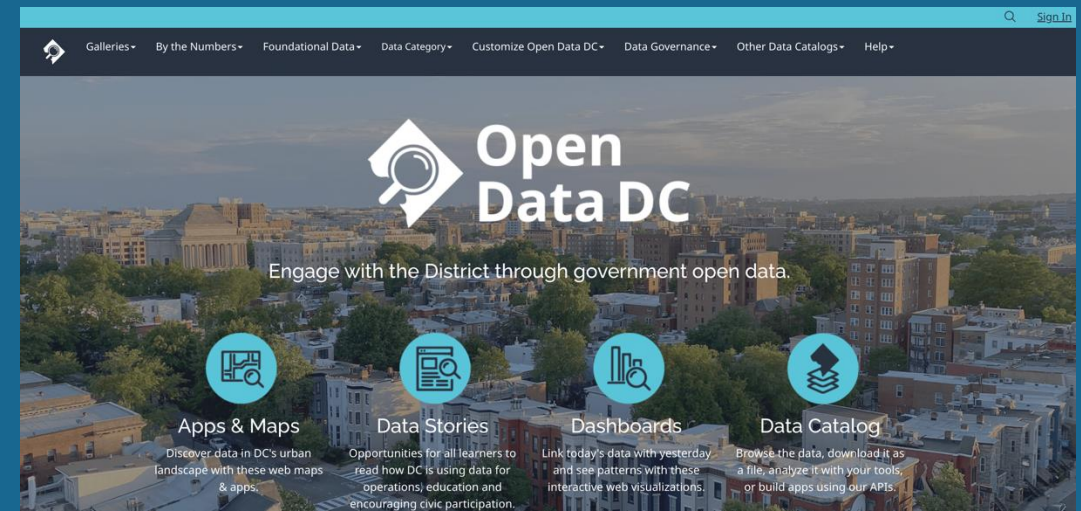 Sign In
Galleries By the Numbers Foundational Data Data Category Customize Open Data DC Data Governance Other Data Catalogs Help
Open
Data DC
Engage with the District through government open data.
Apps & Maps
Discover data in DC's urban
landscape with these web maps
& apps.
Data Stories
Opportunities for all learners to
read how DC is using data for
operations, education and
encouraging civic participation.
Dashboards
Link today's data with yesterday
and see patterns with these
interactive web visualizations.
Data Catalog
Browse the data, download it as
a file, analyze it with your tools,
or build apps using our APIs.